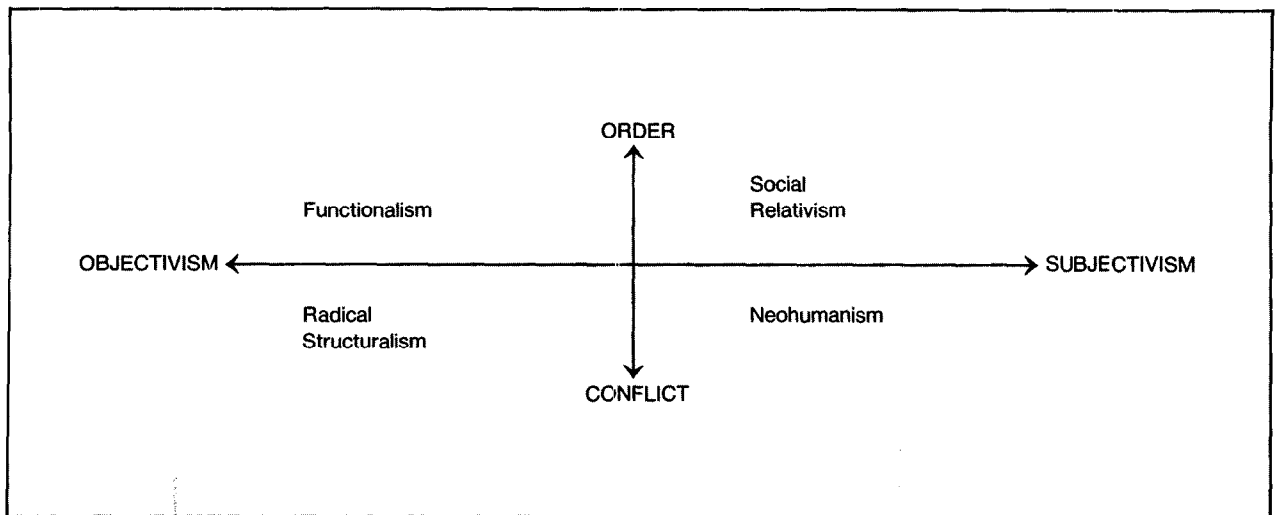 ORDER
Social
Relativism
Functionalism
OBJECTIVISM
SUBJECTIVISM
Radical
Structuralism
Neohumanism
CONFLICT